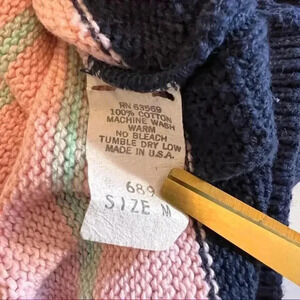 RN 63569
100% COTTON
MACHINE WASH
WARM
NO BLEACH
TUMBLE DRY LOW
MADE IN U.S.A.
689
SIZE M